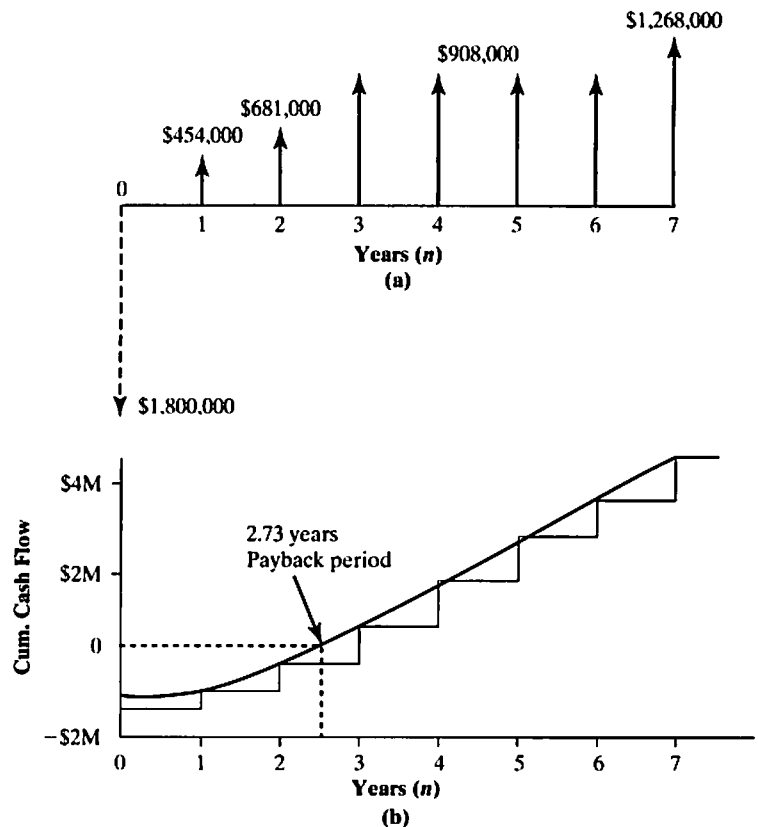 $1,268,000
$908,000
$681,000
$454,000
0
1 2 3 4 5 6 7
Years (n)
(a)
$1.800,000
$4M
2.73 years
Payback period
$2M
Cum. Cash Flow
0
−$2M
0 1 2 3 4 5 6 7
Years (n)
(b)